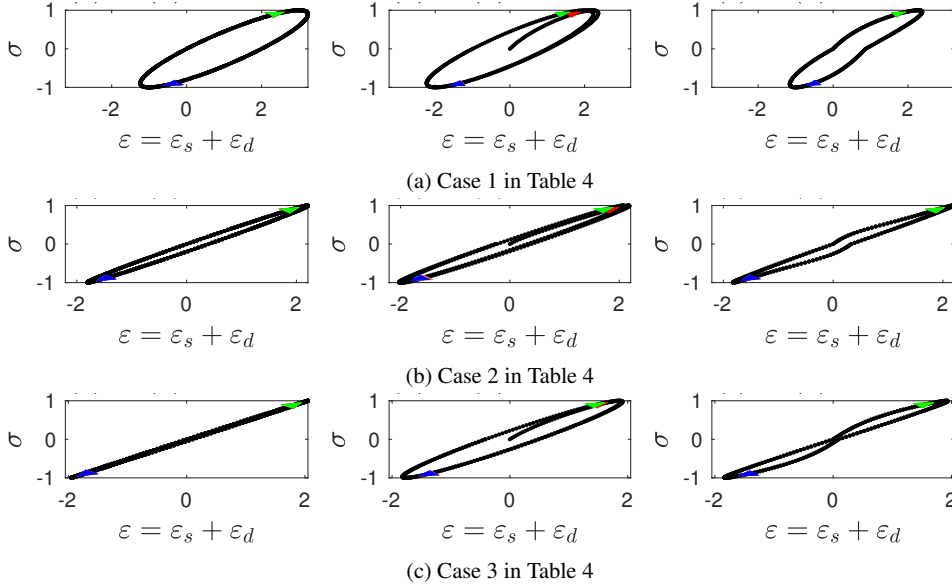 1 1 1
σ 0 σ 0 σ 0
-1 -1 -1
-2 0 2 -2 0 2 -2 0 2
ε = εs + εd ε = εs + εd ε = εs + εd
(a) Case 1 in Table 4
1 1 1
σ 0 σ 0 σ 0
-1 -1 -1
-2 0 2 -2 0 2 -2 0 2
ε = εs + εd ε = εs + εd ε = εs + εd
(b) Case 2 in Table 4
1 1 1
σ 0 σ 0 σ 0
-1 -1 -1
-2 0 2 -2 0 2 -2 0 2
ε = εs + εd ε = εs + εd ε = εs + εd
(c) Case 3 in Table 4